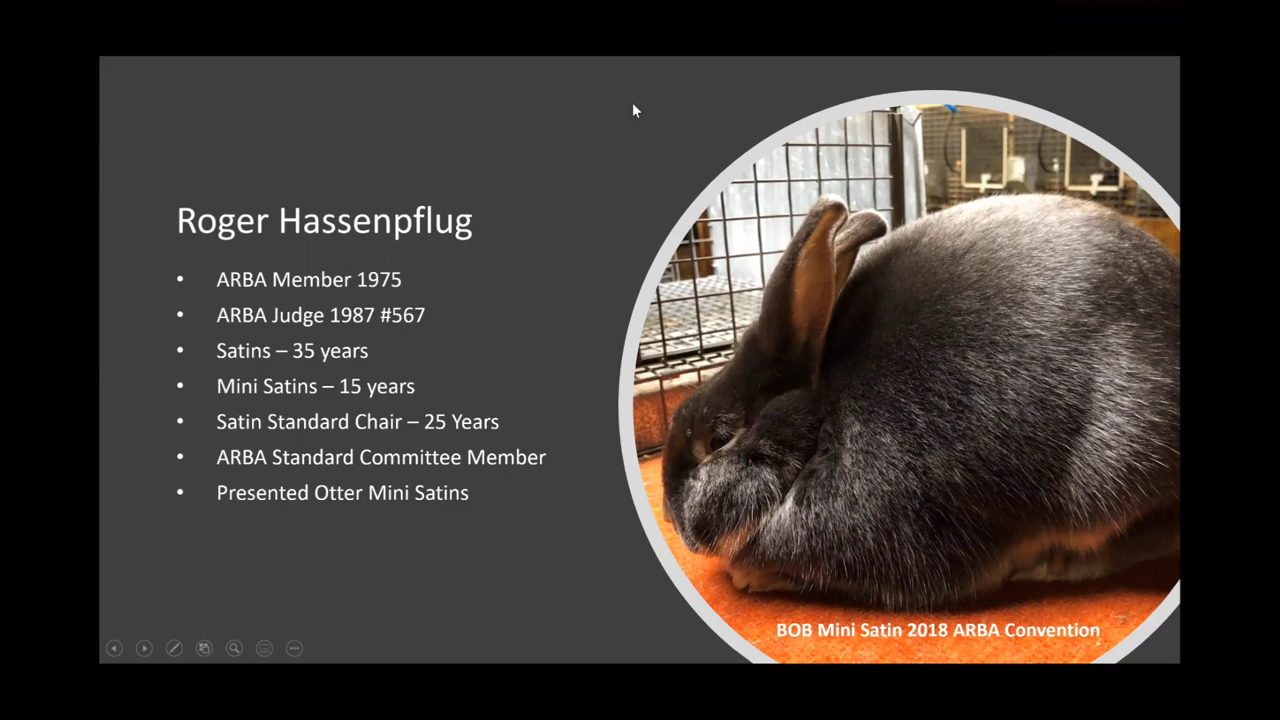 Roger Hassenpflug
• ARBA Member 1975
• ARBA Judge 1987 #567
• Satins – 35 years
• Mini Satins – 15 years
• Satin Standard Chair – 25 Years
• ARBA Standard Committee Member
• Presented Otter Mini Satins
BOB Mini Satin 2018 ARBA Convention